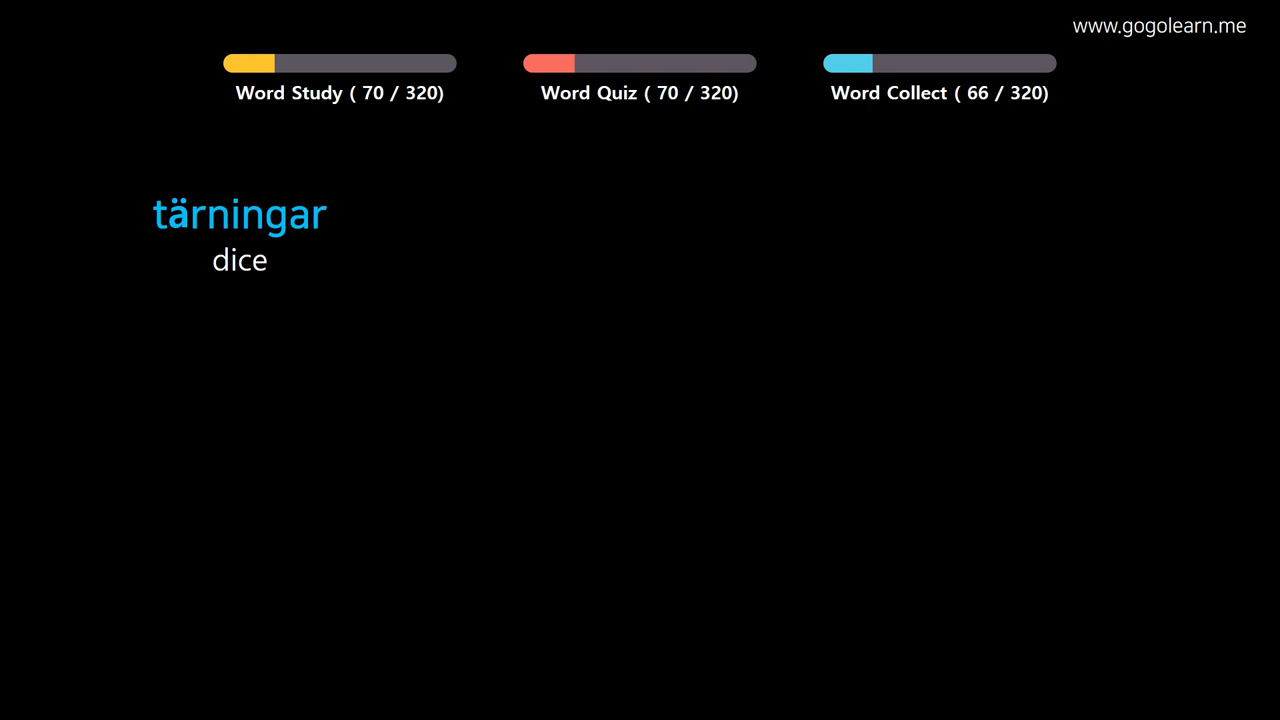 www.gogolearn.me
Word Study ( 70 / 320)
Word Quiz ( 70 / 320)
Word Collect ( 66 / 320)
tärningar
dice